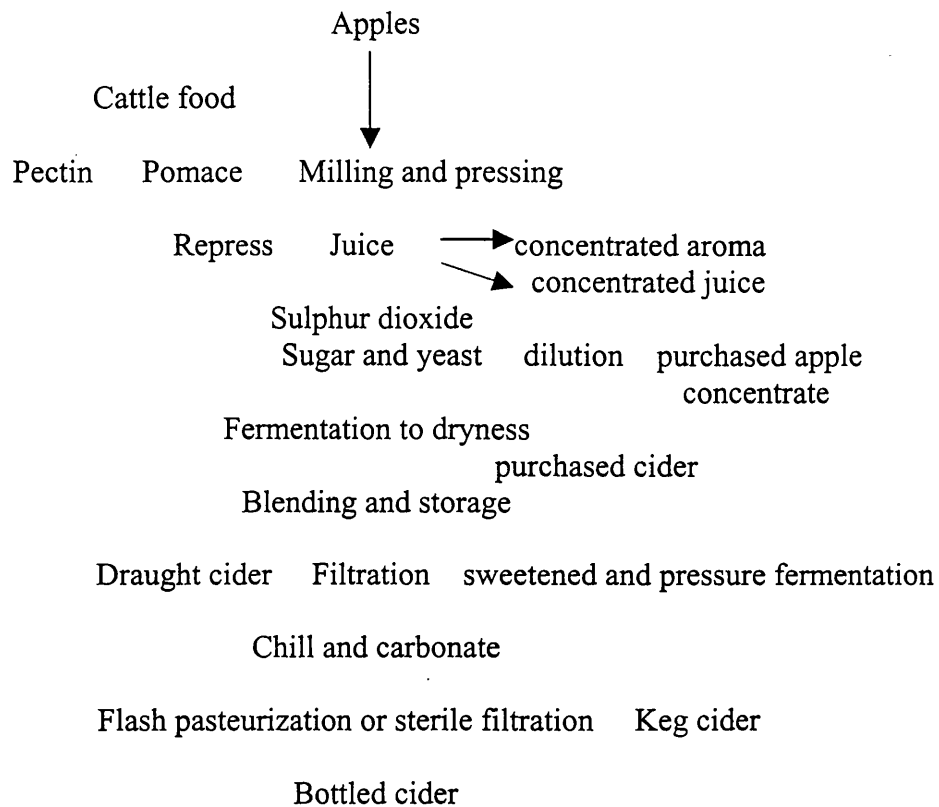 Apples
Cattle food
Pectin Pomace Milling and pressing
Repress Juice concentrated aroma
concentrated juice
Sulphur dioxide
Sugar and yeast dilution purchased apple
concentrate
Fermentation to dryness
purchased cider
Blending and storage
Draught cider Filtration sweetened and pressure fermentation
Chill and carbonate
Flash pasteurization or sterile filtration Keg cider
Bottled cider